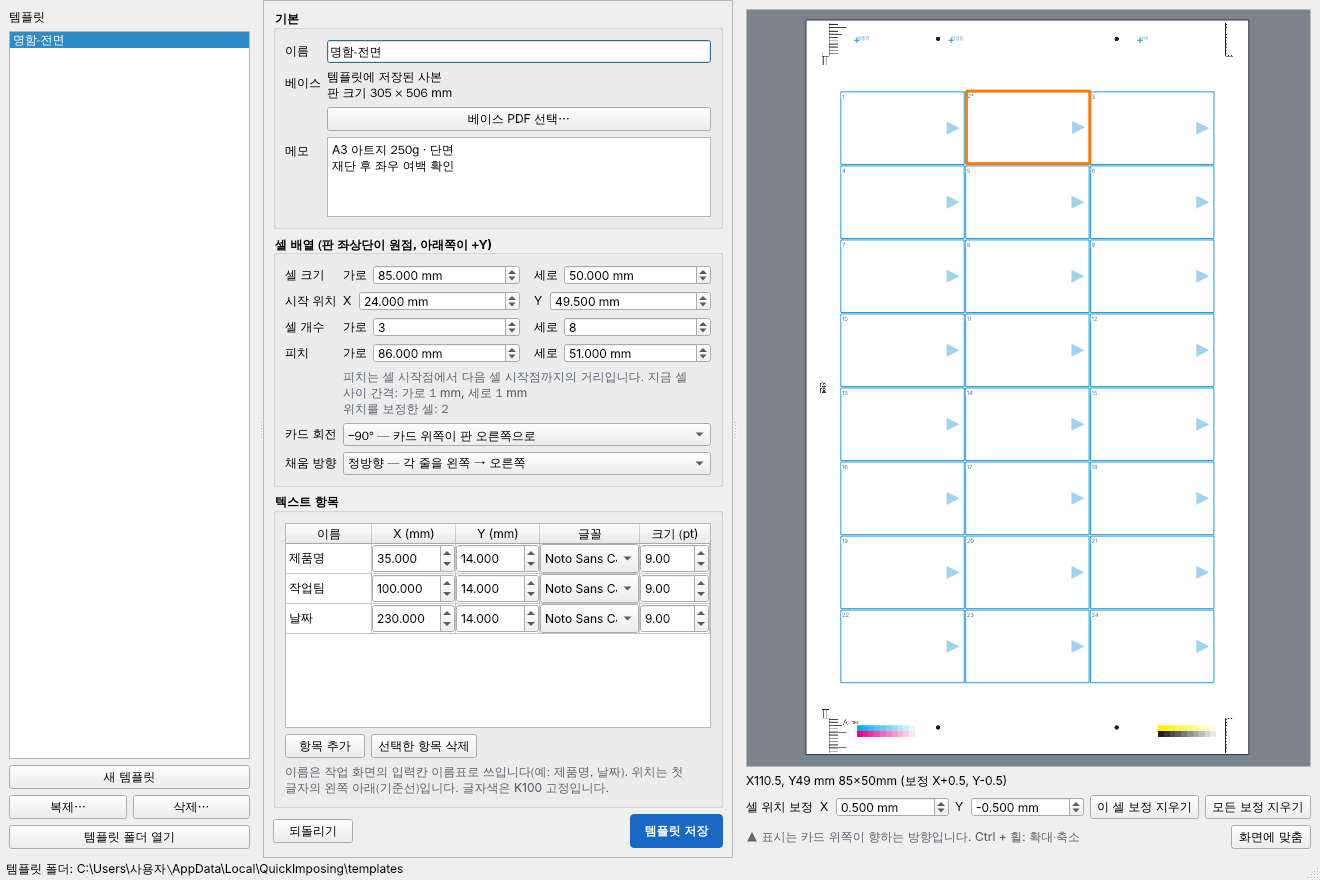 템플릿
명함-전면
새 템플릿
복제…
삭제…
템플릿 폴더 열기
기본
이름
명함-전면
베이스
템플릿에 저장된 사본
판 크기 305 × 506 mm
베이스 PDF 선택…
메모
A3 아트지 250g · 단면
재단 후 좌우 여백 확인
셀 배열 (판 좌상단이 원점, 아래쪽이 +Y)
셀 크기 가로 85.000 mm 세로 50.000 mm
시작 위치 X 24.000 mm Y 49.500 mm
셀 개수 가로 3 세로 8
피치 가로 86.000 mm 세로 51.000 mm
피치는 셀 시작점에서 다음 셀 시작점까지의 거리입니다. 지금 셀
사이 간격: 가로 1 mm, 세로 1 mm
위치를 보정한 셀: 2
카드 회전 −90° — 카드 위쪽이 판 오른쪽으로
채움 방향 정방향 — 각 줄을 왼쪽 → 오른쪽
텍스트 항목
이름 X (mm) Y (mm) 글꼴 크기 (pt)
제품명 35.000 14.000 Noto Sans C 9.00
작업팀 100.000 14.000 Noto Sans C 9.00
날짜 230.000 14.000 Noto Sans C 9.00
항목 추가
선택한 항목 삭제
이름은 작업 화면의 입력칸 이름표로 쓰입니다(예: 제품명, 날짜). 위치는 첫
글자의 왼쪽 아래(기준선)입니다. 글자색은 K100 고정입니다.
되돌리기
템플릿 저장
1 2* 3
4 5 6
7 8 9
10 11 12
13 14 15
16 17 18
19 20 21
22 23 24
X110.5, Y49 mm 85×50mm (보정 X+0.5, Y-0.5)
셀 위치 보정 X 0.500 mm Y -0.500 mm 이 셀 보정 지우기 모든 보정 지우기
▲ 표시는 카드 위쪽이 향하는 방향입니다. Ctrl + 휠: 확대·축소
화면에 맞춤
템플릿 폴더: C:\Users\사용자\AppData\Local\QuickImposing\templates